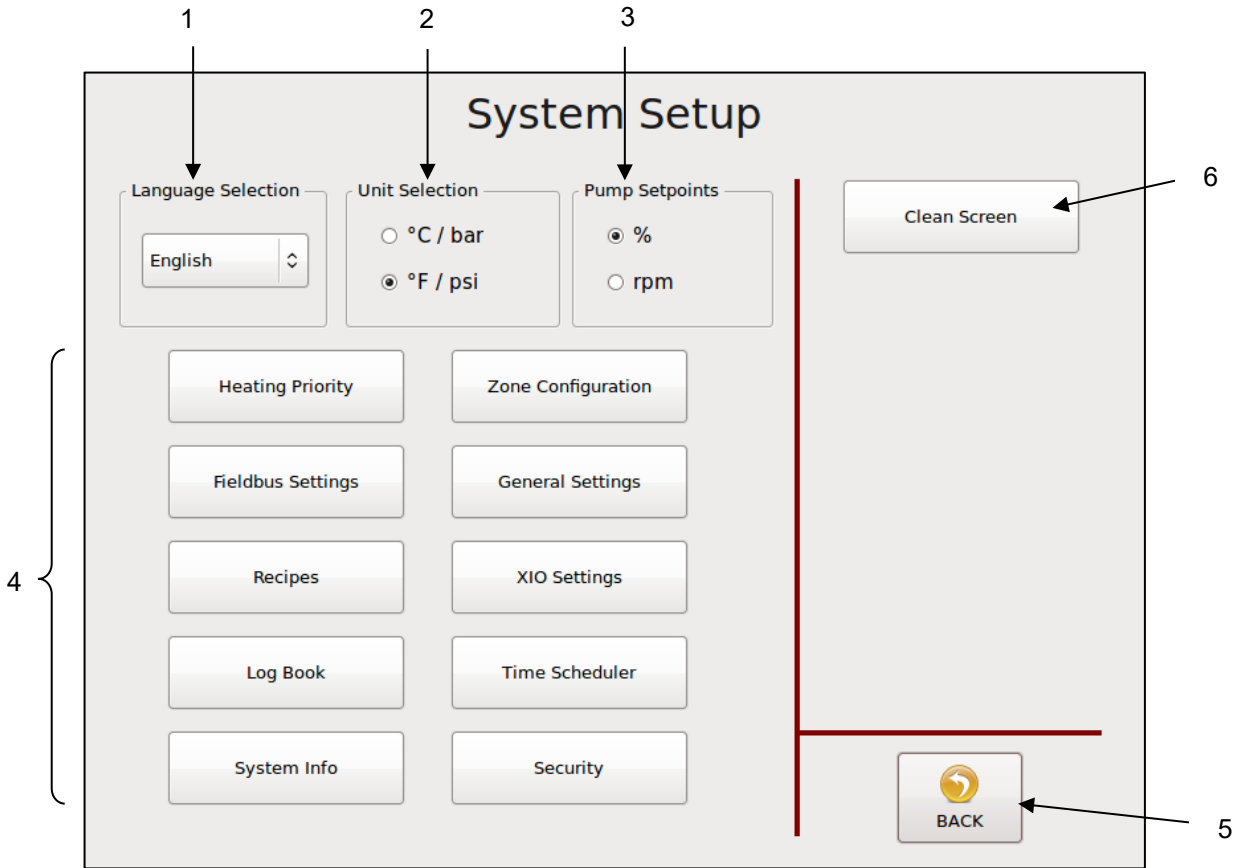 1 2 3
System Setup
Language Selection Unit Selection Pump Setpoints
6
Clean Screen
°C / bar %
English
°F / psi rpm
Heating Priority Zone Configuration
Fieldbus Settings General Settings
4
Recipes XIO Settings
Log Book Time Scheduler
System Info Security
BACK
5